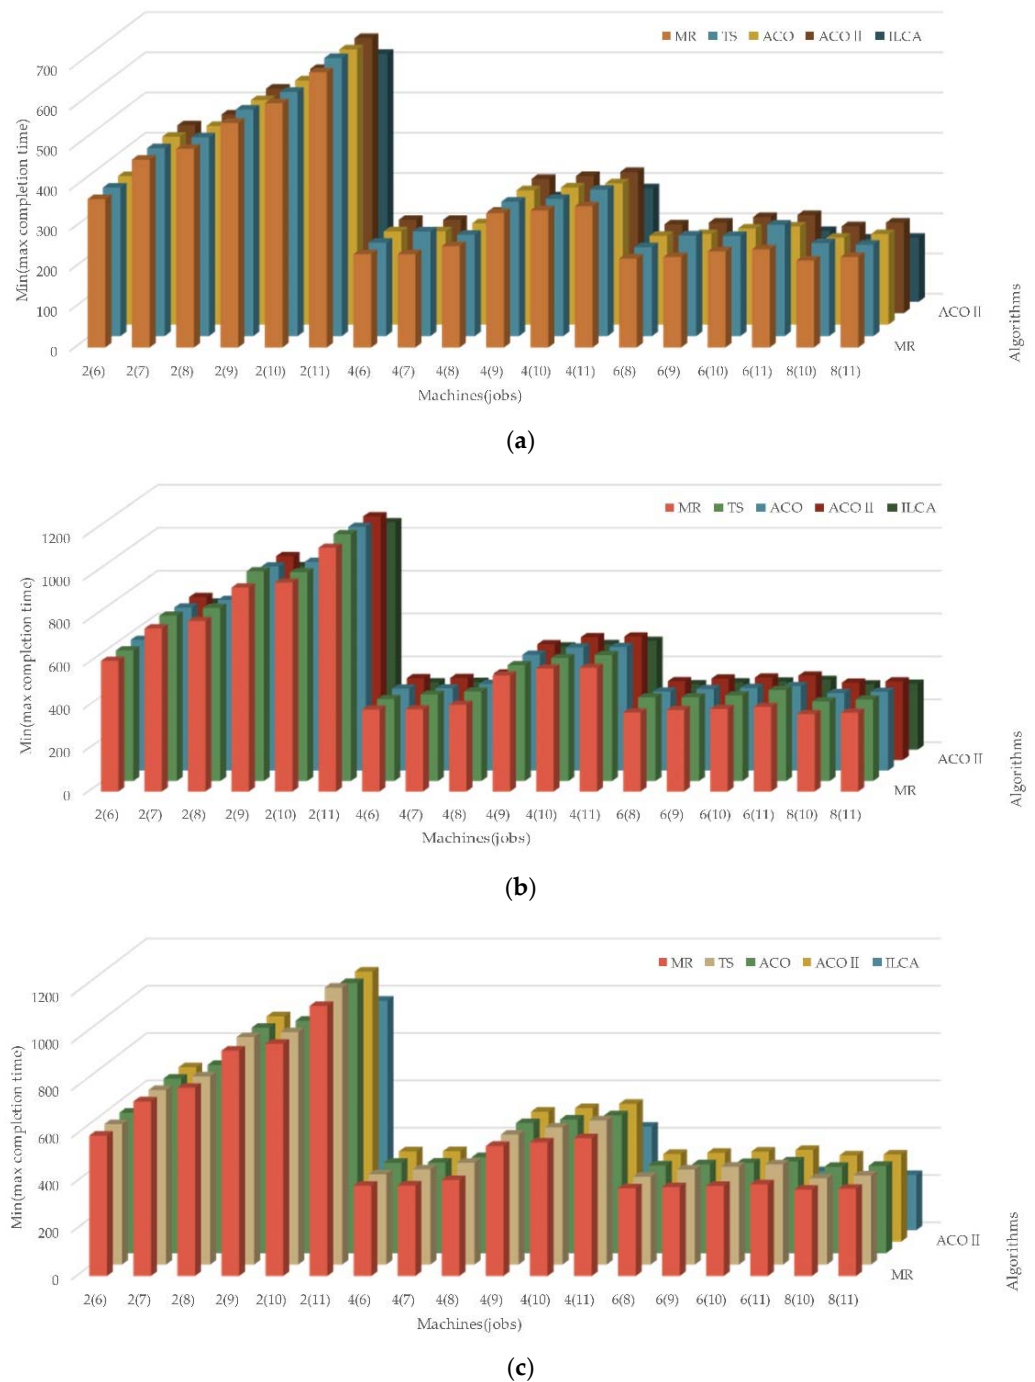 MR TS ACO ACO II ILCA
700
600
500
400
300
200
100
0
Min(max completion time)
2(6) 2(7) 2(8) 2(9) 2(10) 2(11) 4(6) 4(7) 4(8) 4(9) 4(10) 4(11) 6(8) 6(9) 6(10) 6(11) 8(10) 8(11)
Machines(jobs)
MR
ACO II
Algorithms
(a)
MR TS ACO ACO II ILCA
1200
1000
800
600
400
200
0
Min(max completion time)
2(6) 2(7) 2(8) 2(9) 2(10) 2(11) 4(6) 4(7) 4(8) 4(9) 4(10) 4(11) 6(8) 6(9) 6(10) 6(11) 8(10) 8(11)
Machines(jobs)
MR
ACO II
Algorithms
(b)
MR TS ACO ACO II ILCA
1200
1000
800
600
400
200
0
Min(max completion time)
2(6) 2(7) 2(8) 2(9) 2(10) 2(11) 4(6) 4(7) 4(8) 4(9) 4(10) 4(11) 6(8) 6(9) 6(10) 6(11) 8(10) 8(11)
Machines(jobs)
MR
ACO II
Algorithms
(c)